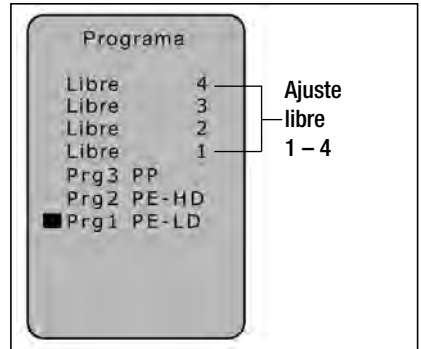 Programa
Libre 4
Libre 3
Libre 2
Libre 1
Prg3 PP
Prg2 PE-HD
Prg1 PE-LD
Ajuste
libre
1 – 4